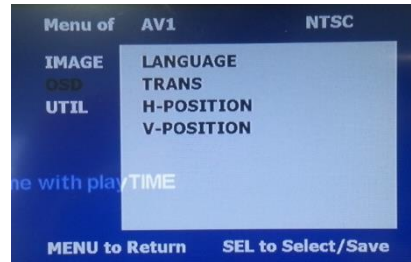 Menu of AV1 NTSC
IMAGE LANGUAGE
OSD TRANS
UTIL H-POSITION
V-POSITION
ne with playTIME
MENU to Return SEL to Select/Save